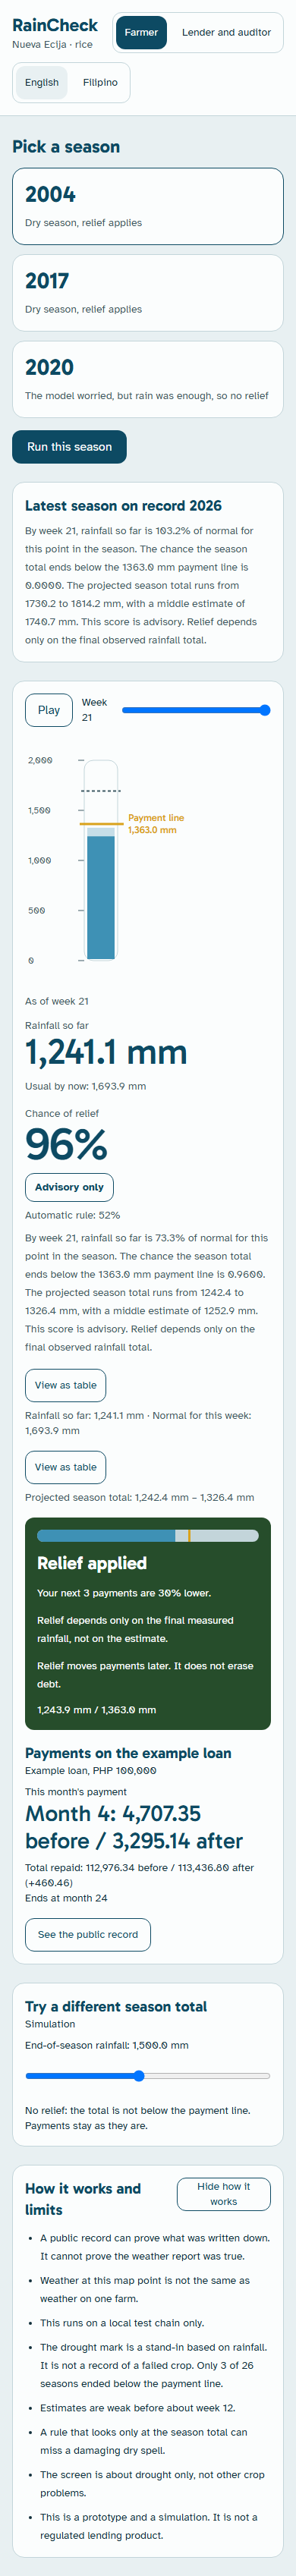 RainCheck
Nueva Ecija · rice
Farmer
Lender and auditor
English
Filipino
Pick a season
2004
Dry season, relief applies
2017
Dry season, relief applies
2020
The model worried, but rain was enough, so no relief
Run this season
Latest season on record 2026
By week 21, rainfall so far is 103.2% of normal for
this point in the season. The chance the season
total ends below the 1363.0 mm payment line is
0.0000. The projected season total runs from
1730.2 to 1814.2 mm, with a middle estimate of
1740.7 mm. This score is advisory. Relief depends
only on the final observed rainfall total.
Play
Week
21
2,000
1,500
Payment line
1,363.0 mm
1,000
500
0
As of week 21
Rainfall so far
1,241.1 mm
Usual by now: 1,693.9 mm
Chance of relief
96%
Advisory only
Automatic rule: 52%
By week 21, rainfall so far is 73.3% of normal for this
point in the season. The chance the season total
ends below the 1363.0 mm payment line is 0.9600.
The projected season total runs from 1242.4 to
1326.4 mm, with a middle estimate of 1252.9 mm.
This score is advisory. Relief depends only on the
final observed rainfall total.
View as table
Rainfall so far: 1,241.1 mm · Normal for this week:
1,693.9 mm
View as table
Projected season total: 1,242.4 mm – 1,326.4 mm
Relief applied
Your next 3 payments are 30% lower.
Relief depends only on the final measured
rainfall, not on the estimate.
Relief moves payments later. It does not erase
debt.
1,243.9 mm / 1,363.0 mm
Payments on the example loan
Example loan, PHP 100,000
This month's payment
Month 4: 4,707.35
before / 3,295.14 after
Total repaid: 112,976.34 before / 113,436.80 after
(+460.46)
Ends at month 24
See the public record
Try a different season total
Simulation
End-of-season rainfall: 1,500.0 mm
No relief: the total is not below the payment line.
Payments stay as they are.
How it works and
limits
Hide how it
works
• A public record can prove what was written down.
It cannot prove the weather report was true.
• Weather at this map point is not the same as
weather on one farm.
• This runs on a local test chain only.
• The drought mark is a stand-in based on rainfall.
It is not a record of a failed crop. Only 3 of 26
seasons ended below the payment line.
• Estimates are weak before about week 12.
• A rule that looks only at the season total can
miss a damaging dry spell.
• The screen is about drought only, not other crop
problems.
• This is a prototype and a simulation. It is not a
regulated lending product.